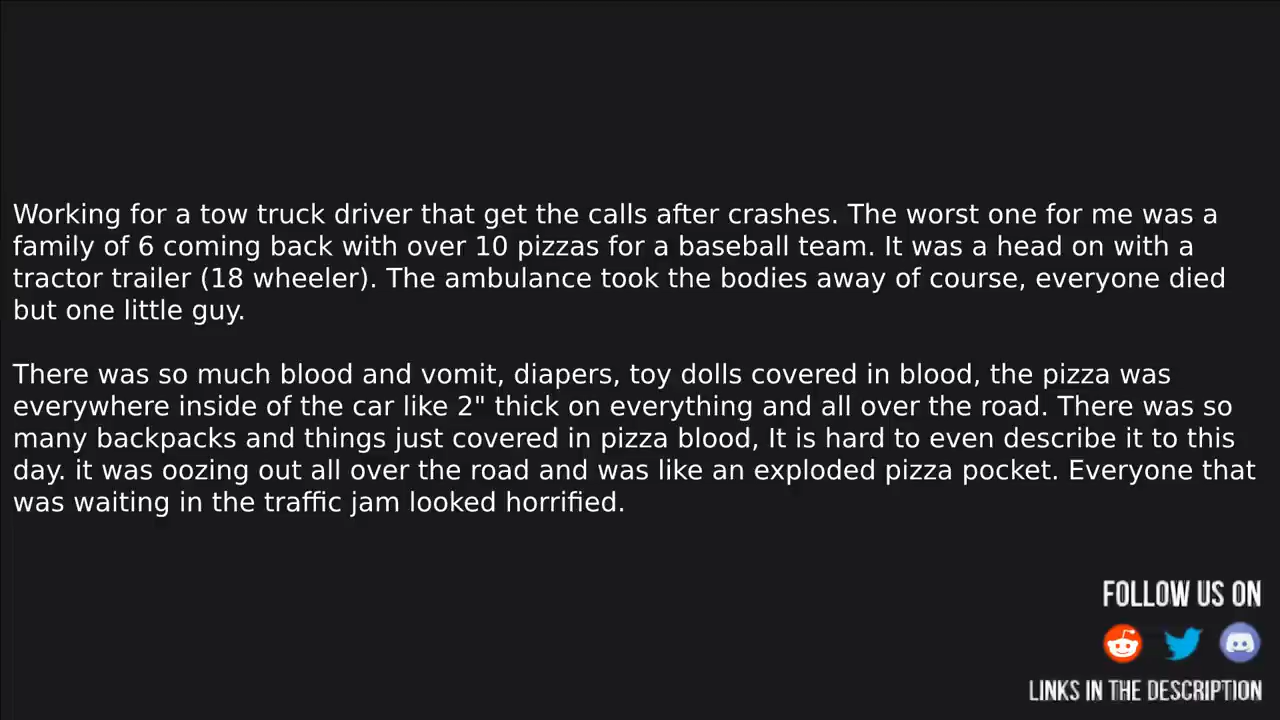 Working for a tow truck driver that get the calls after crashes. The worst one for me was a
family of 6 coming back with over 10 pizzas for a baseball team. It was a head on with a
tractor trailer (18 wheeler). The ambulance took the bodies away of course, everyone died
but one little guy.
There was so much blood and vomit, diapers, toy dolls covered in blood, the pizza was
everywhere inside of the car like 2" thick on everything and all over the road. There was so
many backpacks and things just covered in pizza blood, It is hard to even describe it to this
day. it was oozing out all over the road and was like an exploded pizza pocket. Everyone that
was waiting in the traffic jam looked horrified.
FOLLOW US ON
LINKS IN THE DESCRIPTION